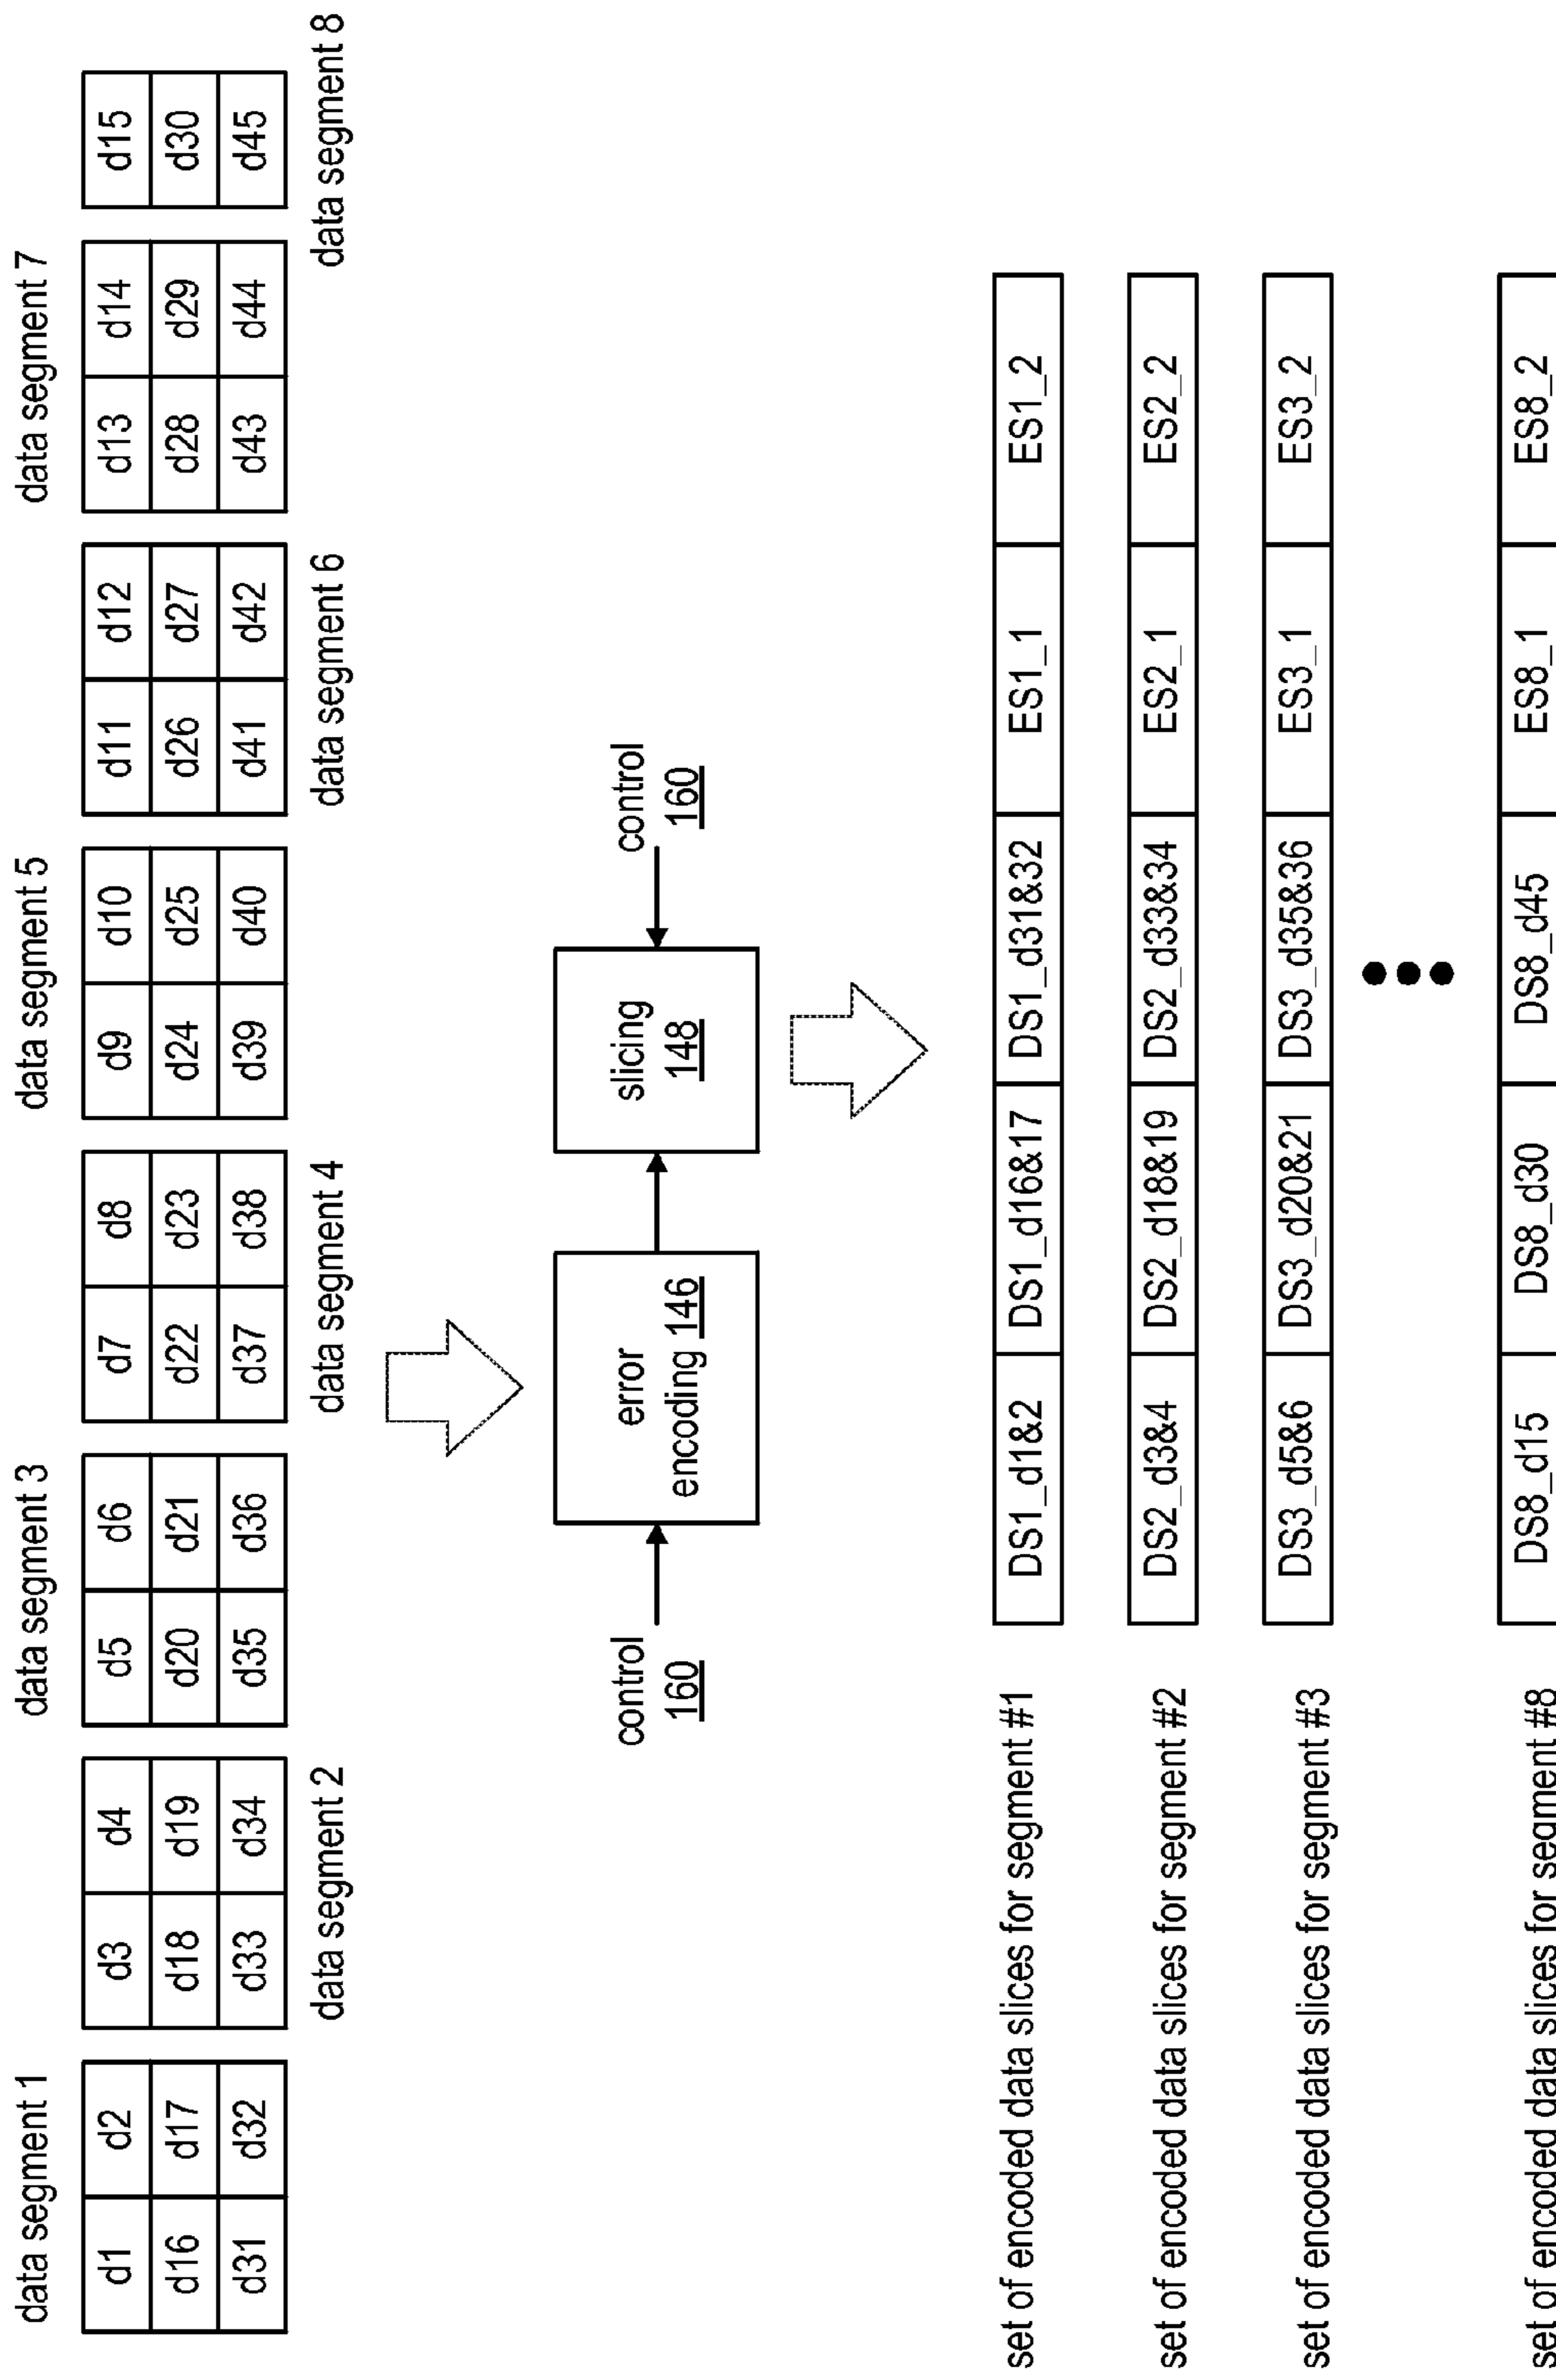 data segment 1
data segment 3
data segment 5
data segment 7
d1 d2 d3 d4 d5 d6 d7 d8 d9 d10 d11 d12 d13 d14 d15
d16 d17 d18 d19 d20 d21 d22 d23 d24 d25 d26 d27 d28 d29 d30
d31 d32 d33 d34 d35 d36 d37 d38 d39 d40 d41 d42 d43 d44 d45
data segment 2
data segment 4
data segment 6
data segment 8
control
160
error
encoding 146
slicing
148
control
160
set of encoded data slices for segment #1
DS1_d1&2 DS1_d16&17 DS1_d31&32 ES1_1 ES1_2
set of encoded data slices for segment #2
DS2_d3&4 DS2_d18&19 DS2_d33&34 ES2_1 ES2_2
set of encoded data slices for segment #3
DS3_d5&6 DS3_d20&21 DS3_d35&36 ES3_1 ES3_2
set of encoded data slices for segment #8
DS8_d15 DS8_d30 DS8_d45 ES8_1 ES8_2